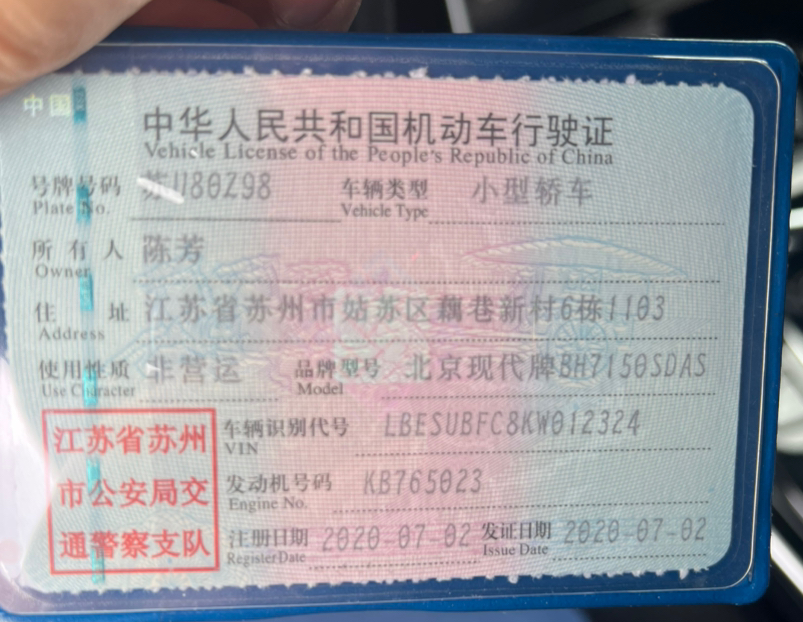 中国
中华人民共和国机动车行驶证
Vehicle License of the People's Republic of China
号牌号码 苏U80Z98 车辆类型 小型轿车
Plate No. Vehicle Type
所有人 陈芳
Owner
住址 江苏省苏州市姑苏区藕巷新村6栋1103
Address
使用性质 非营运 品牌型号 北京现代牌BH7150SDAS
Use Character Model
江苏省苏州 车辆识别代号 LBESUBFC8KW012324
VIN
市公安局交 发动机号码 KB765023
Engine No.
通警察支队 注册日期 2020-07-02 发证日期 2020-07-02
Register Date Issue Date